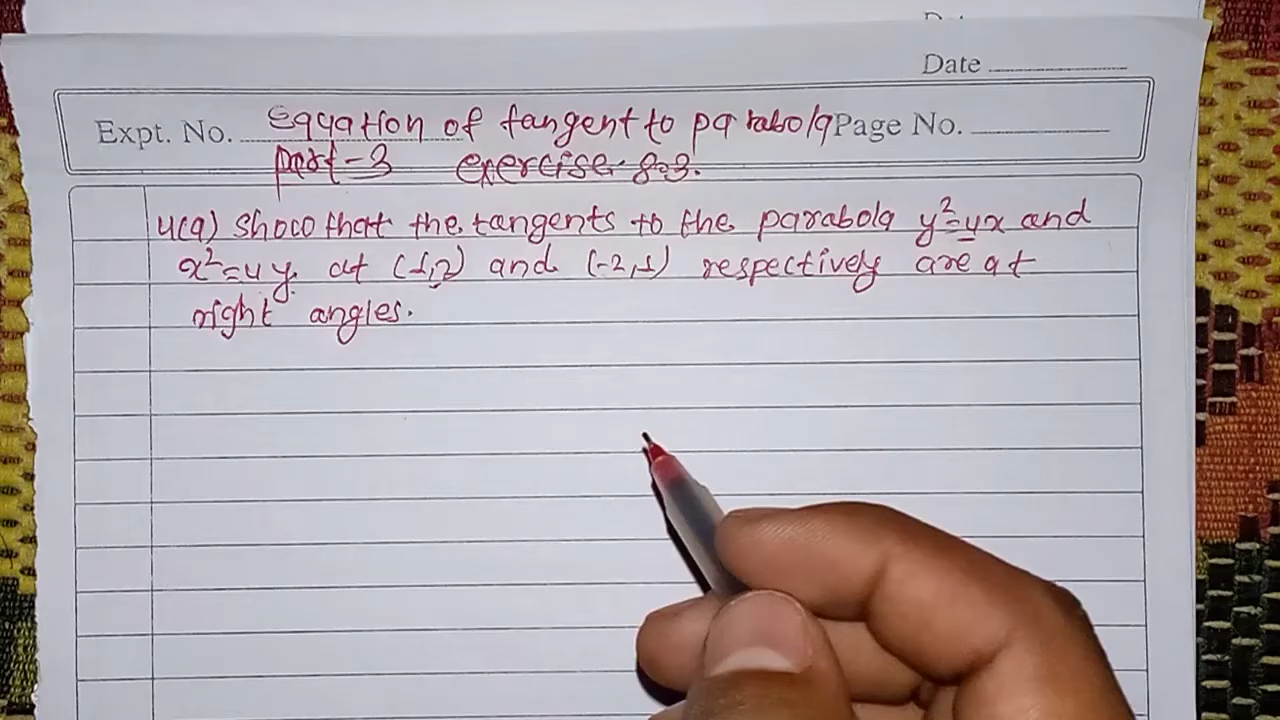 Date
Expt. No. Equation of tangent to parabola Page No.
part-3 exercise 8.3.
4(a) show that the tangents to the parabola y²=4x and
x²=4y. at (1,2) and (-2,1) respectively are at
right angles.